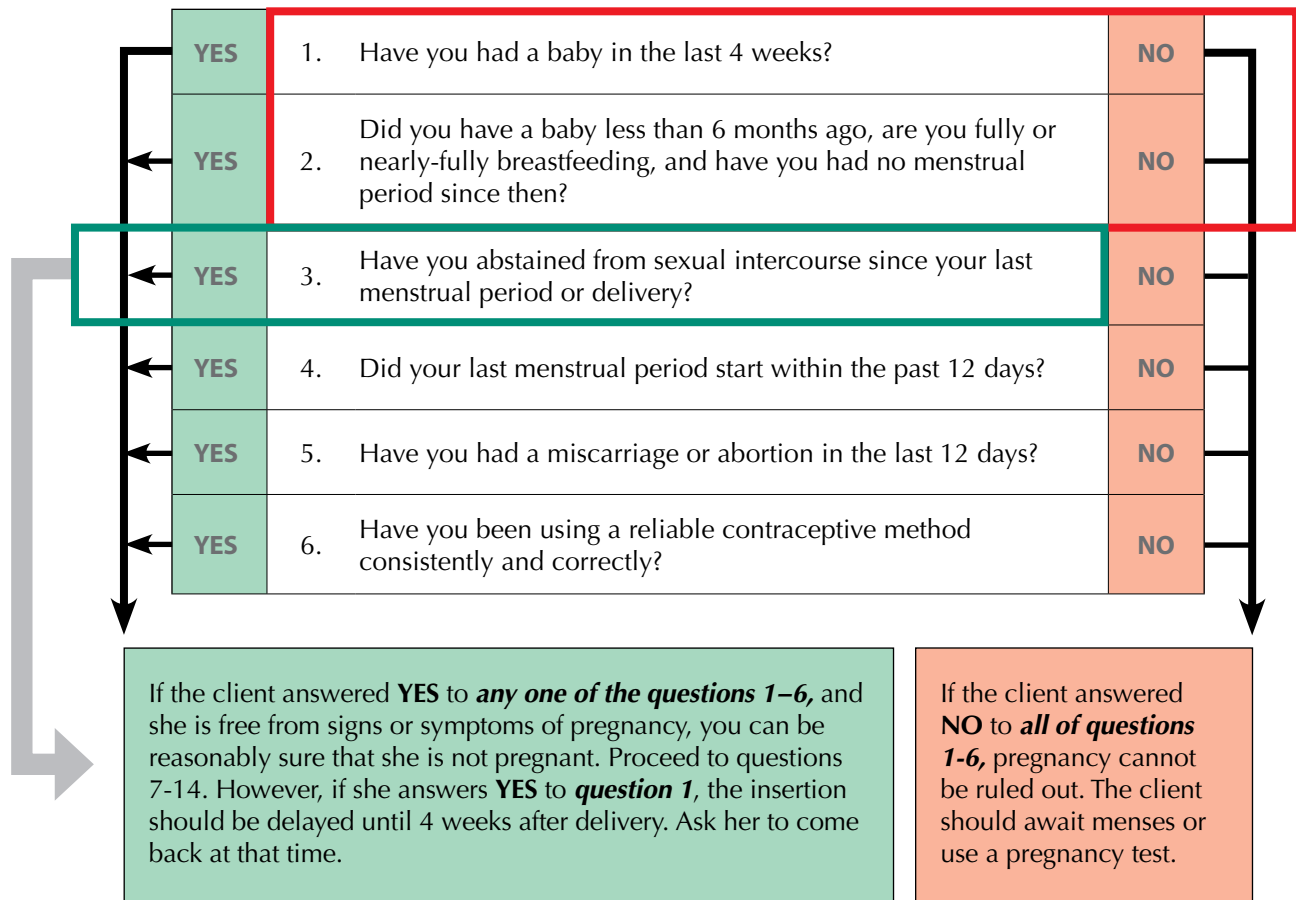 YES 1. Have you had a baby in the last 4 weeks? NO
YES 2. Did you have a baby less than 6 months ago, are you fully or
nearly-fully breastfeeding, and have you had no menstrual
period since then? NO
YES 3. Have you abstained from sexual intercourse since your last
menstrual period or delivery? NO
YES 4. Did your last menstrual period start within the past 12 days? NO
YES 5. Have you had a miscarriage or abortion in the last 12 days? NO
YES 6. Have you been using a reliable contraceptive method
consistently and correctly? NO
If the client answered YES to any one of the questions 1–6, and
she is free from signs or symptoms of pregnancy, you can be
reasonably sure that she is not pregnant. Proceed to questions
7-14. However, if she answers YES to question 1, the insertion
should be delayed until 4 weeks after delivery. Ask her to come
back at that time.
If the client answered
NO to all of questions
1-6, pregnancy cannot
be ruled out. The client
should await menses or
use a pregnancy test.